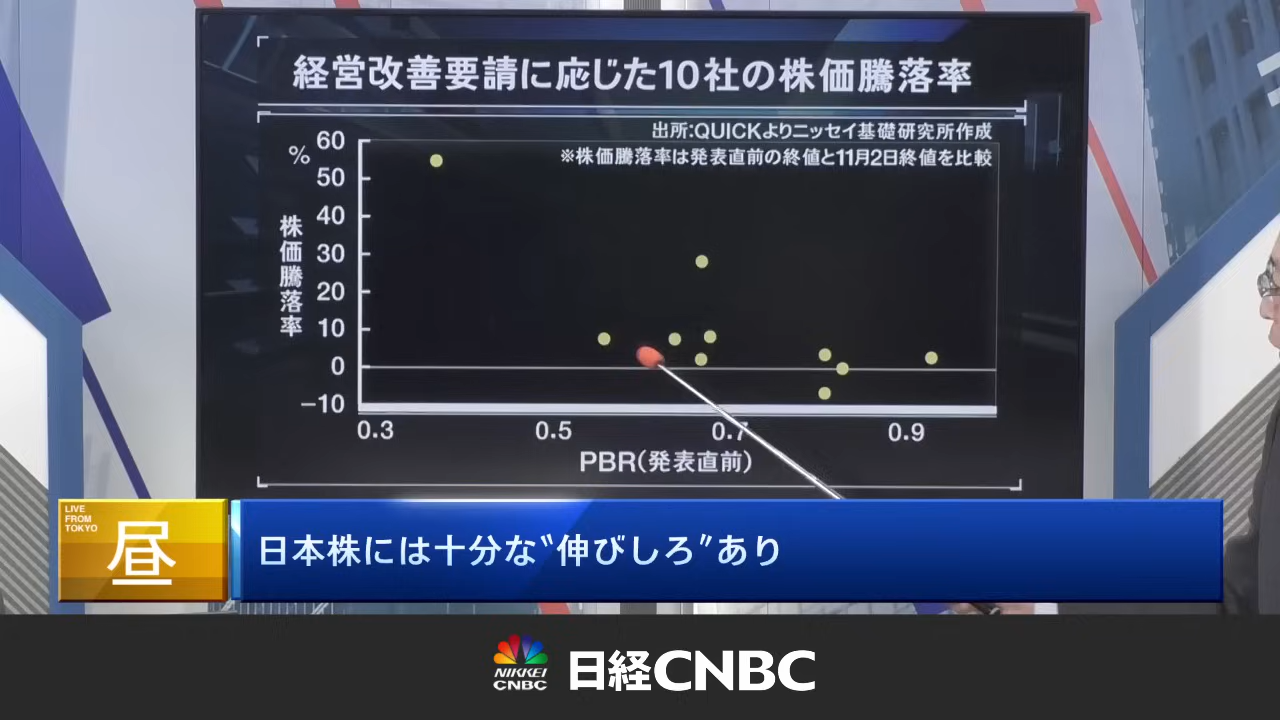 経営改善要請に応じた10社の株価騰落率
出所:QUICKよりニッセイ基礎研究所作成
※株価騰落率は発表直前の終値と11月2日終値を比較
%
株価騰落率
60
50
40
30
20
10
0
−10
0.3 0.5 0.7 0.9
PBR(発表直前)
LIVE
FROM
TOKYO
昼
日本株には十分な〝伸びしろ〟あり
NIKKEI
CNBC
日経CNBC